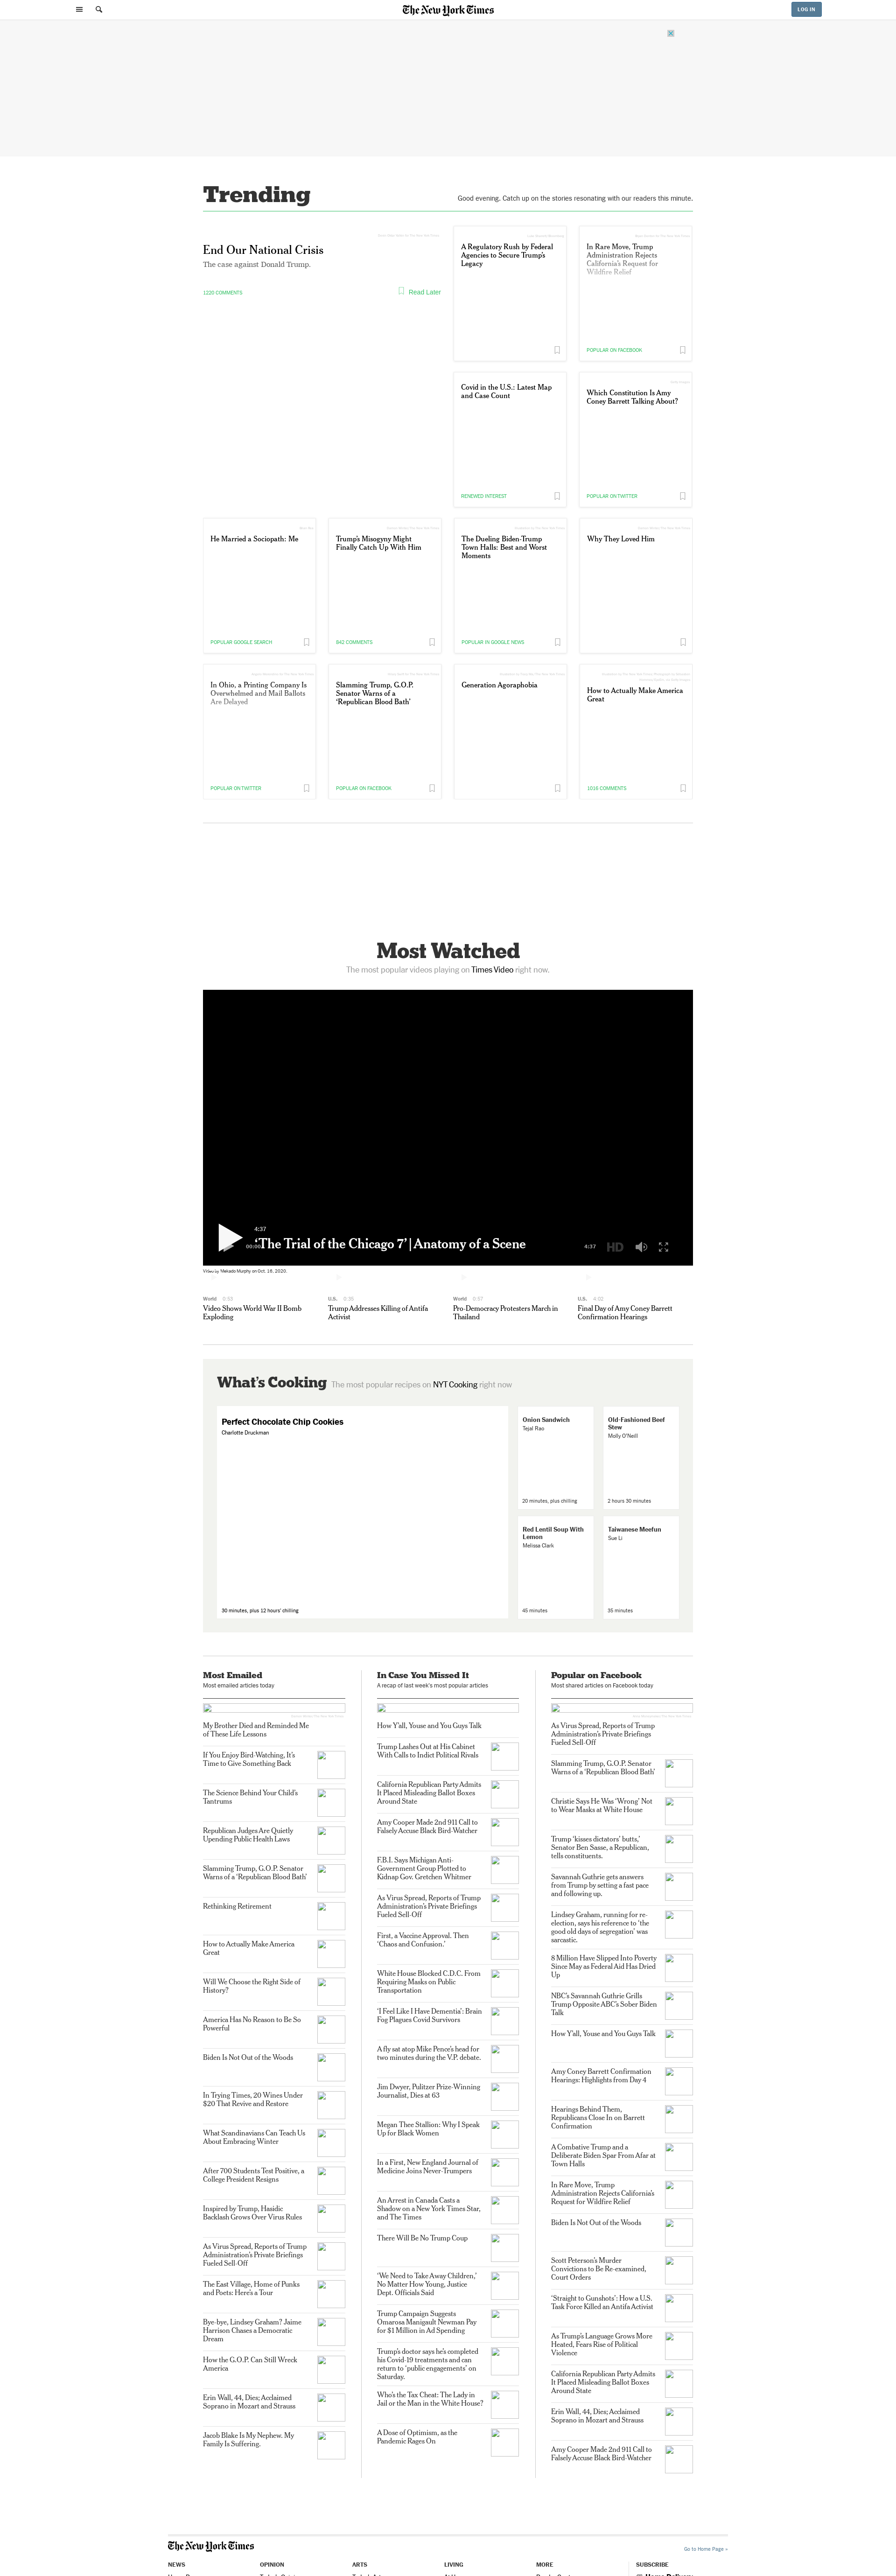 The New York Times
LOG IN
Trending
Good evening. Catch up on the stories resonating with our readers this minute.
End Our National Crisis
The case against Donald Trump.
1220 COMMENTS
Read Later
A Regulatory Rush by Federal
Agencies to Secure Trump's
Legacy
In Rare Move, Trump
Administration Rejects
California's Request for
Wildfire Relief
POPULAR ON FACEBOOK
Covid in the U.S.: Latest Map
and Case Count
RENEWED INTEREST
Which Constitution Is Amy
Coney Barrett Talking About?
POPULAR ON TWITTER
He Married a Sociopath: Me
POPULAR GOOGLE SEARCH
Trump's Misogyny Might
Finally Catch Up With Him
842 COMMENTS
The Dueling Biden-Trump
Town Halls: Best and Worst
Moments
POPULAR IN GOOGLE NEWS
Why They Loved Him
In Ohio, a Printing Company Is
Overwhelmed and Mail Ballots
Are Delayed
POPULAR ON TWITTER
Slamming Trump, G.O.P.
Senator Warns of a
'Republican Blood Bath'
POPULAR ON FACEBOOK
Generation Agoraphobia
How to Actually Make America
Great
1016 COMMENTS
Most Watched
The most popular videos playing on Times Video right now.
4:37
'The Trial of the Chicago 7' | Anatomy of a Scene
4:37
HD
Mekado Murphy on Oct. 16, 2020.
World 0:53
Video Shows World War II Bomb
Exploding
U.S. 0:35
Trump Addresses Killing of Antifa
Activist
World 0:37
Pro-Democracy Protesters March in
Thailand
U.S. 4:02
Final Day of Amy Coney Barrett
Confirmation Hearings
What's Cooking The most popular recipes on NYT Cooking right now
Perfect Chocolate Chip Cookies
Charlotte Druckman
30 minutes, plus 12 hours' chilling
Onion Sandwich
Tejal Rao
20 minutes, plus chilling
Old-Fashioned Beef
Stew
Molly O'Neill
2 hours 30 minutes
Red Lentil Soup With
Lemon
Melissa Clark
45 minutes
Taiwanese Meefun
Sue Li
35 minutes
Most Emailed
Most emailed articles today
My Brother Died and Reminded Me
of These Life Lessons
If You Enjoy Bird-Watching, It's
Time to Give Something Back
The Science Behind Your Child's
Tantrums
Republican Judges Are Quietly
Upending Public Health Laws
Slamming Trump, G.O.P. Senator
Warns of a 'Republican Blood Bath'
Rethinking Retirement
How to Actually Make America
Great
Will We Choose the Right Side of
History?
America Has No Reason to Be So
Powerful
Biden Is Not Out of the Woods
In Trying Times, 20 Wines Under
$20 That Revive and Restore
What Scandinavians Can Teach Us
About Embracing Winter
After 700 Students Test Positive, a
College President Resigns
Inspired by Trump, Hasidic
Backlash Grows Over Virus Rules
As Virus Spread, Reports of Trump
Administration's Private Briefings
Fueled Sell-Off
The East Village, Home of Punks
and Poets: Here's a Tour
Bye-bye, Lindsey Graham? Jaime
Harrison Chases a Democratic
Dream
How the G.O.P. Can Still Wreck
America
Erin Wall, 44, Dies; Acclaimed
Soprano in Mozart and Strauss
Jacob Blake Is My Nephew. My
Family Is Suffering.
In Case You Missed It
A recap of last week's most popular articles
How Y'all, Youse and You Guys Talk
Trump Lashes Out at His Cabinet
With Calls to Indict Political Rivals
California Republican Party Admits
It Placed Misleading Ballot Boxes
Around State
Amy Cooper Made 2nd 911 Call to
Falsely Accuse Black Bird-Watcher
F.B.I. Says Michigan Anti-
Government Group Plotted to
Kidnap Gov. Gretchen Whitmer
As Virus Spread, Reports of Trump
Administration's Private Briefings
Fueled Sell-Off
First, a Vaccine Approval. Then
'Chaos and Confusion.'
White House Blocked C.D.C. From
Requiring Masks on Public
Transportation
'I Feel Like I Have Dementia': Brain
Fog Plagues Covid Survivors
A fly sat atop Mike Pence's head for
two minutes during the V.P. debate.
Jim Dwyer, Pulitzer Prize-Winning
Journalist, Dies at 63
Megan Thee Stallion: Why I Speak
Up for Black Women
In a First, New England Journal of
Medicine Joins Never-Trumpers
An Arrest in Canada Casts a
Shadow on a New York Times Star,
and The Times
There Will Be No Trump Coup
'We Need to Take Away Children,'
No Matter How Young, Justice
Dept. Officials Said
Trump Campaign Suggests
Omarosa Manigault Newman Pay
for $1 Million in Ad Spending
Trump's doctor says he's completed
his Covid-19 treatments and can
return to 'public engagements' on
Saturday.
Who's the Tax Cheat: The Lady in
Jail or the Man in the White House?
A Dose of Optimism, as the
Pandemic Rages On
Popular on Facebook
Most shared articles on Facebook today
As Virus Spread, Reports of Trump
Administration's Private Briefings
Fueled Sell-Off
Slamming Trump, G.O.P. Senator
Warns of a 'Republican Blood Bath'
Christie Says He Was 'Wrong' Not
to Wear Masks at White House
Trump 'kisses dictators' butts,'
Senator Ben Sasse, a Republican,
tells constituents.
Savannah Guthrie gets answers
from Trump by setting a fast pace
and following up.
Lindsey Graham, running for re-
election, says his reference to 'the
good old days of segregation' was
sarcastic.
8 Million Have Slipped Into Poverty
Since May as Federal Aid Has Dried
Up
NBC's Savannah Guthrie Grills
Trump Opposite ABC's Sober Biden
Talk
How Y'all, Youse and You Guys Talk
Amy Coney Barrett Confirmation
Hearings: Highlights from Day 4
Hearings Behind Them,
Republicans Close In on Barrett
Confirmation
A Combative Trump and a
Deliberate Biden Spar From Afar at
Town Halls
In Rare Move, Trump
Administration Rejects California's
Request for Wildfire Relief
Biden Is Not Out of the Woods
Scott Peterson's Murder
Convictions to Be Re-examined,
Court Orders
'Straight to Gunshots': How a U.S.
Task Force Killed an Antifa Activist
As Trump's Language Grows More
Heated, Fears Rise of Political
Violence
California Republican Party Admits
It Placed Misleading Ballot Boxes
Around State
Erin Wall, 44, Dies; Acclaimed
Soprano in Mozart and Strauss
Amy Cooper Made 2nd 911 Call to
Falsely Accuse Black Bird-Watcher
The New York Times
Go to Home Page »
NEWS
OPINION
ARTS
LIVING
MORE
SUBSCRIBE